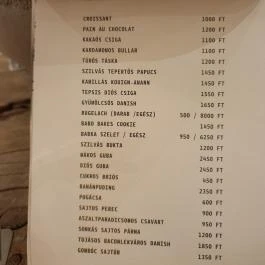 CROISSANT 1000 FT
PAIN AU CHOCOLAT 1200 FT
KAKAÓS CSIGA 1100 FT
KARDAMOMOS BULLAR 1100 FT
TÚRÓS TÁSKA 1200 FT
SZILVÁS TEPERTŐS PAPUCS 1450 FT
KAMILLÁS KOUIGN-AMANN 1450 FT
TEPSIS DIÓS CSIGA 1550 FT
GYÜMÖLCSÖS DANISH 1650 FT
RUGELACH (DARAB /EGÉSZ) 500 / 8000 FT
BABO BAKES COOKIE 1450 FT
BABKA SZELET / EGÉSZ 950 / 6250 FT
SZILVÁS BUKTA 1200 FT
MÁKOS GUBA 2450 FT
DIÓS GUBA 2450 FT
CUKROS BRIÓS 450 FT
BANÁNPUDING 2350 FT
POGÁCSA 600 FT
SAJTOS PEREC 900 FT
ASZALTPARADICSOMOS CSAVART 950 FT
SONKÁS SAJTOS PÁRNA 1200 FT
TOJÁSOS BACONLEKVÁROS DANISH 1850 FT
GOMBÓC SAJTÓN 1350 FT